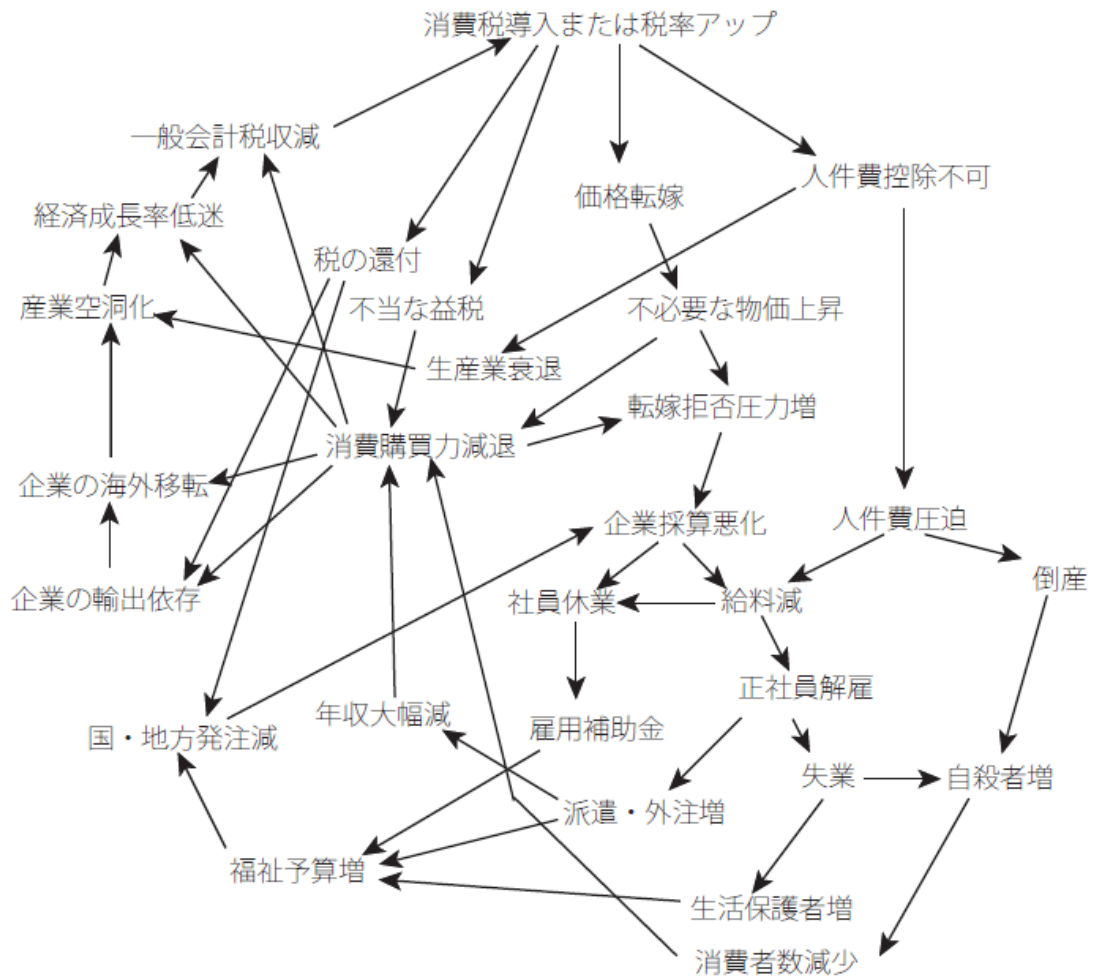 消費税導入または税率アップ
一般会計税収減
人件費控除不可
価格転嫁
経済成長率低迷
税の還付
産業空洞化
不当な益税
不必要な物価上昇
生産業衰退
転嫁拒否圧力増
消費購買力減退
企業の海外移転
企業採算悪化
人件費圧迫
倒産
企業の輸出依存
社員休業
給料減
正社員解雇
年収大幅減
雇用補助金
国・地方発注減
失業
自殺者増
派遣・外注増
福祉予算増
生活保護者増
消費者数減少